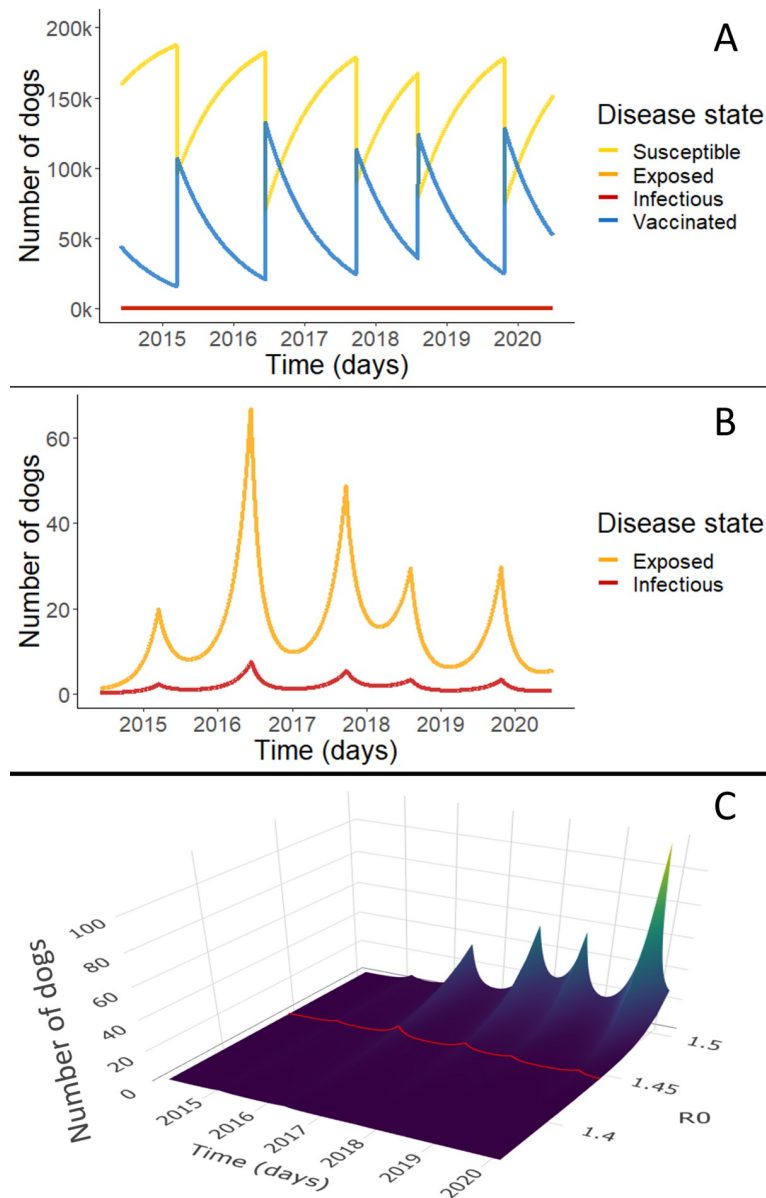 A
200k
150k
100k
50k
0k
Number of dogs
2015 2016 2017 2018 2019 2020
Time (days)
Disease state
Susceptible
Exposed
Infectious
Vaccinated
B
60
40
20
0
Number of dogs
2015 2016 2017 2018 2019 2020
Time (days)
Disease state
Exposed
Infectious
C
100
80
60
40
20
0
Number of dogs
2015
2016
2017
2018
2019
2020
Time (days)
1.5
1.45
1.4
R0